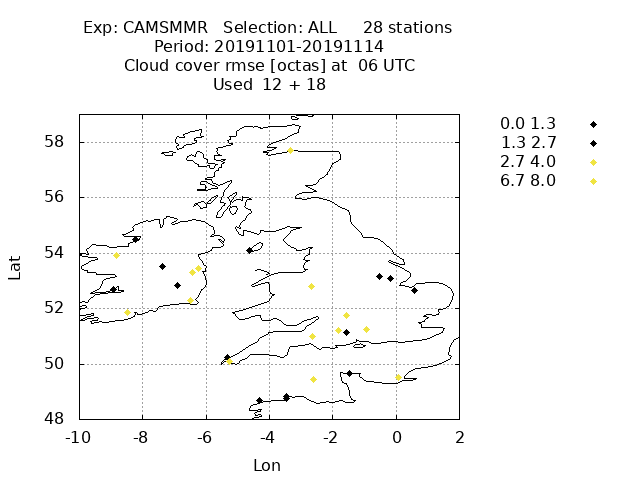 Exp: CAMSMMR   Selection: ALL     28 stations
Period: 20191101-20191114
Cloud cover rmse [octas] at  06 UTC
Used  12 + 18
0.0 1.3
1.3 2.7
2.7 4.0
6.7 8.0
58
56
54
52
50
48
Lat
-10 -8 -6 -4 -2 0 2
Lon